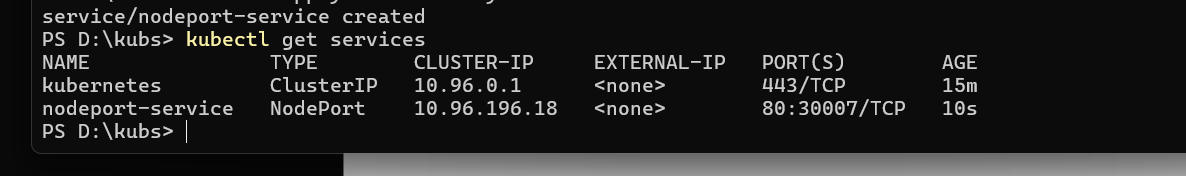 service/nodeport-service created
PS D:\kubs> kubectl get services
NAME TYPE CLUSTER-IP EXTERNAL-IP PORT(S) AGE
kubernetes ClusterIP 10.96.0.1 <none> 443/TCP 15m
nodeport-service NodePort 10.96.196.18 <none> 80:30007/TCP 10s
PS D:\kubs>